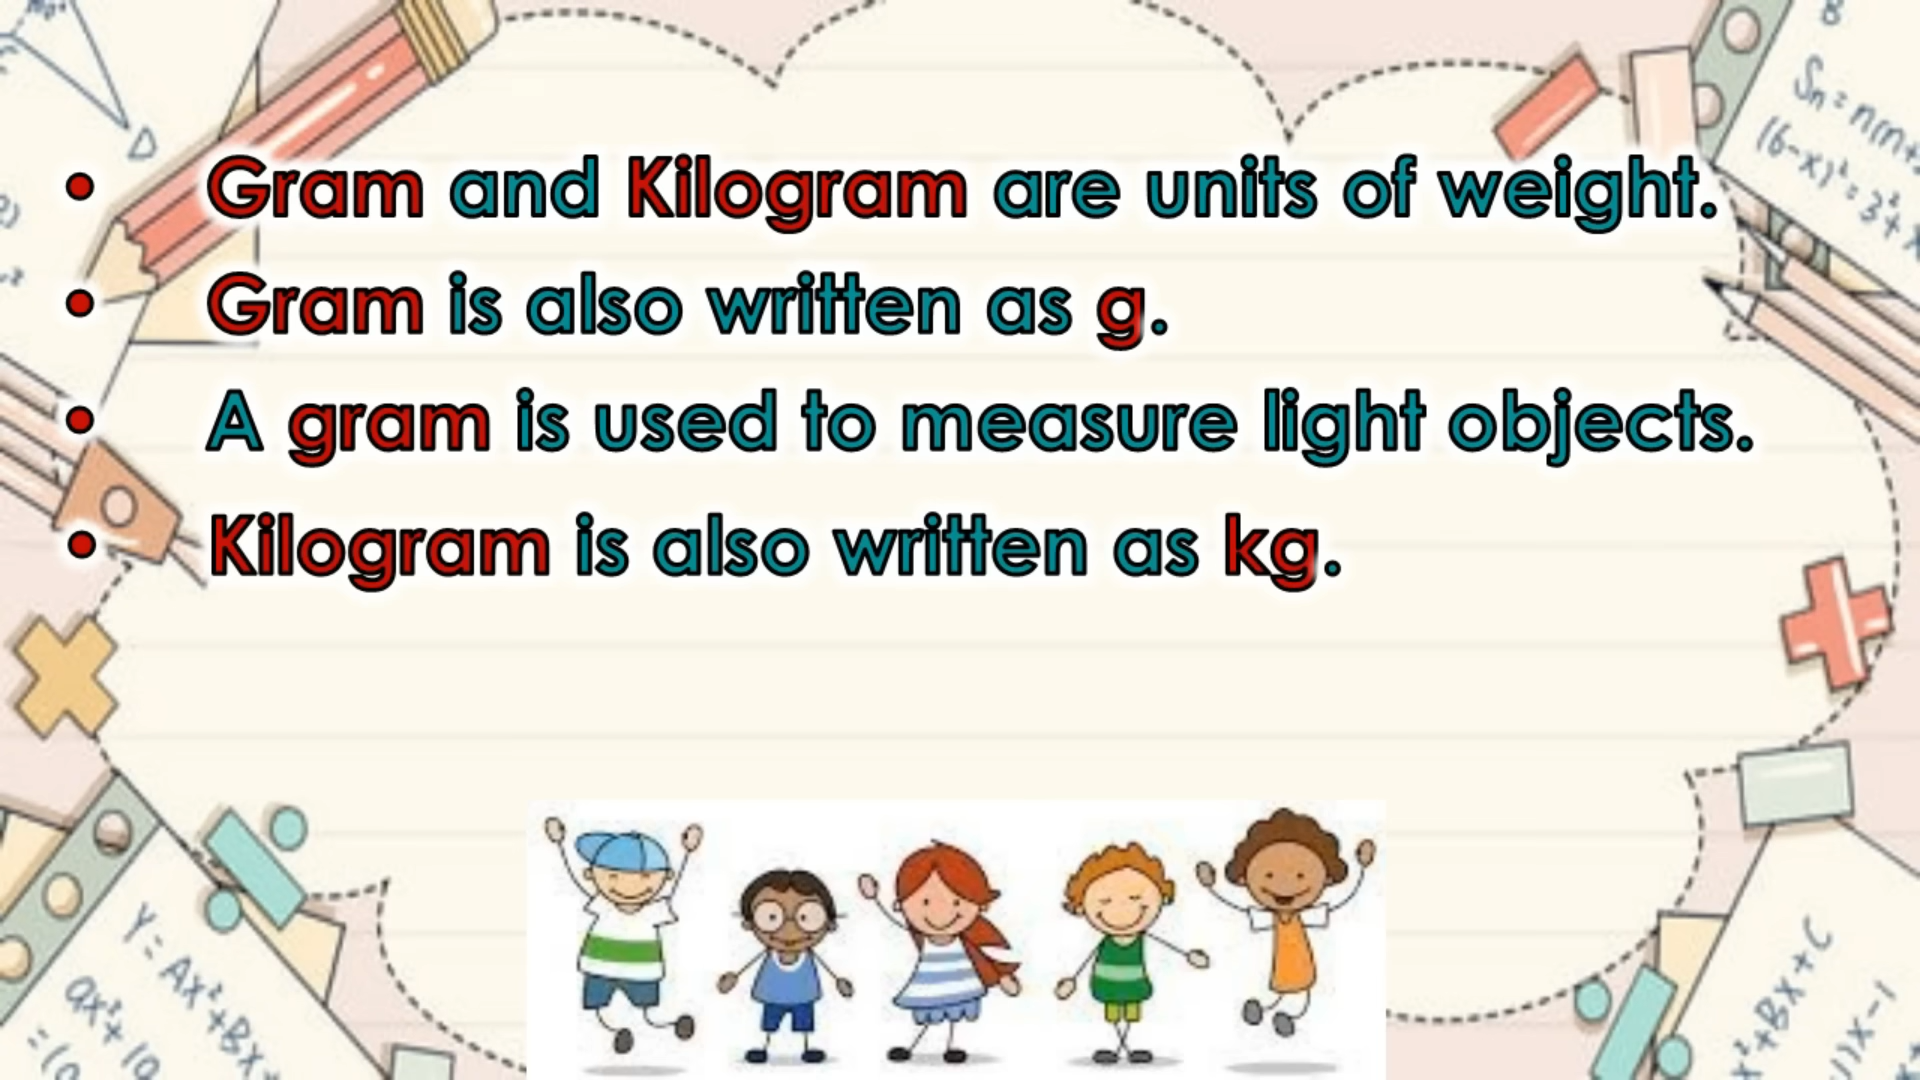 • Gram and Kilogram are units of weight.
• Gram is also written as g.
• A gram is used to measure light objects.
• Kilogram is also written as kg.
D
B